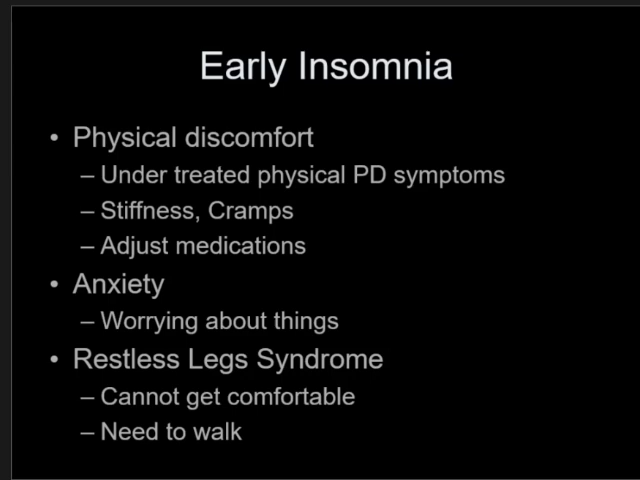 Early Insomnia
• Physical discomfort
– Under treated physical PD symptoms
– Stiffness, Cramps
– Adjust medications
• Anxiety
– Worrying about things
• Restless Legs Syndrome
– Cannot get comfortable
– Need to walk